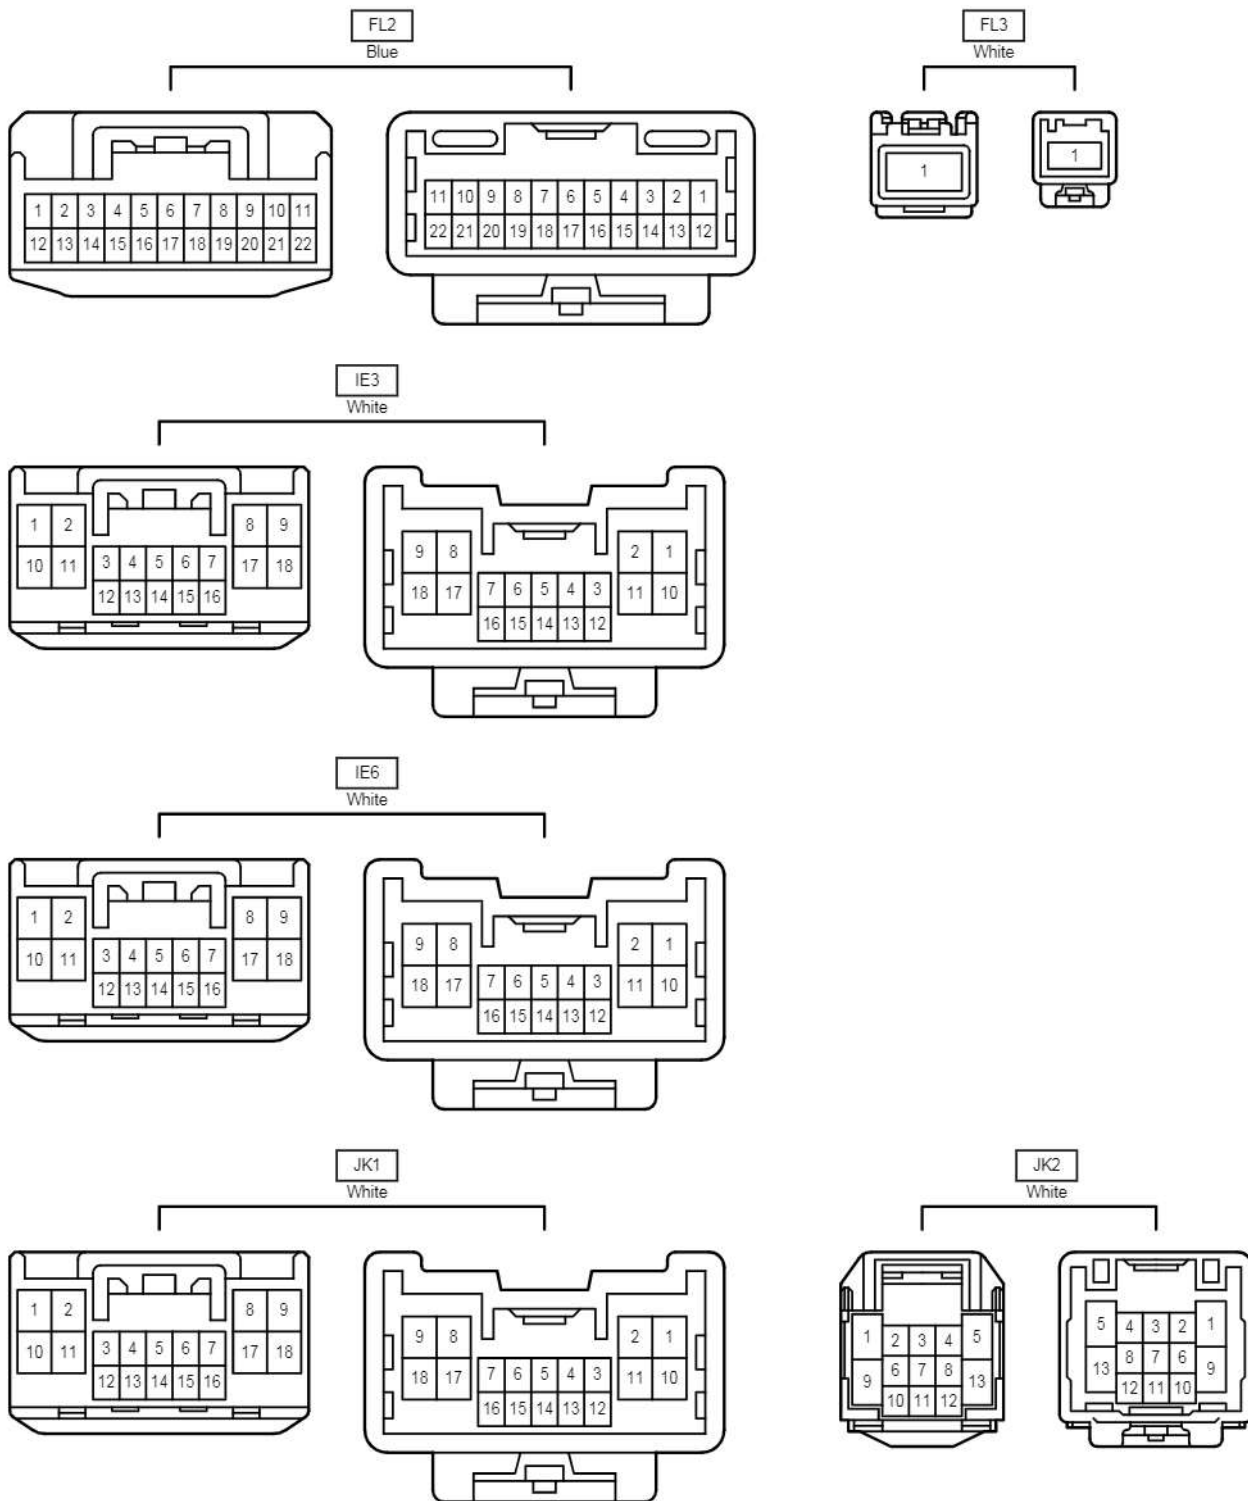 FL2
Blue
FL3
White
1 2 3 4 5 6 7 8 9 10 11
12 13 14 15 16 17 18 19 20 21 22
11 10 9 8 7 6 5 4 3 2 1
22 21 20 19 18 17 16 15 14 13 12
1
1
IE3
White
1 2 8 9
10 11 3 4 5 6 7 17 18
12 13 14 15 16
9 8 2 1
18 17 7 6 5 4 3 11 10
16 15 14 13 12
IE6
White
1 2 8 9
10 11 3 4 5 6 7 17 18
12 13 14 15 16
9 8 2 1
18 17 7 6 5 4 3 11 10
16 15 14 13 12
JK1
White
JK2
White
1 2 8 9
10 11 3 4 5 6 7 17 18
12 13 14 15 16
9 8 2 1
18 17 7 6 5 4 3 11 10
16 15 14 13 12
1 2 3 4 5
6 7 8
9 10 11 12 13
5 4 3 2 1
8 7 6
13 12 11 10 9